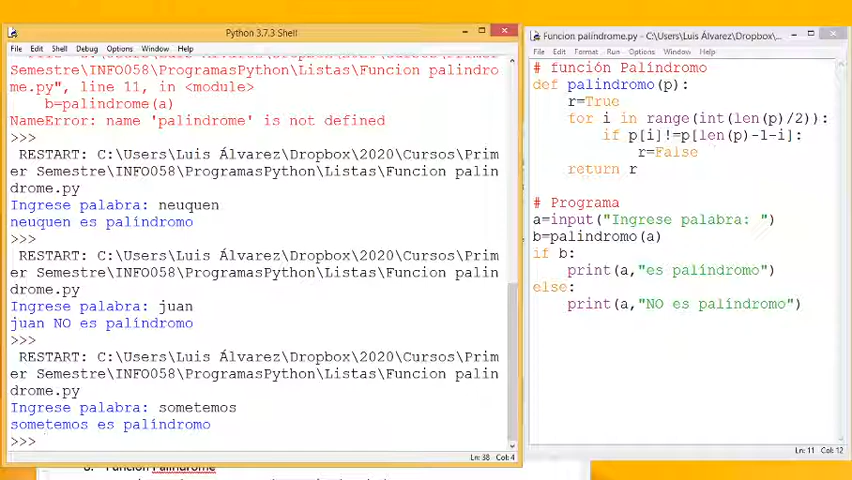 Python 3.7.3 Shell
File Edit Shell Debug Options Window Help
Semestre\INFO058\ProgramasPython\Listas\Funcion palindro
me.py", line 11, in <module>
b=palindrome(a)
NameError: name 'palindrome' is not defined
>>>
RESTART: C:\Users\Luis Álvarez\Dropbox\2020\Cursos\Prim
er Semestre\INFO058\ProgramasPython\Listas\Funcion palin
drome.py
Ingrese palabra: neuquen
neuquen es palíndromo
>>>
RESTART: C:\Users\Luis Álvarez\Dropbox\2020\Cursos\Prim
er Semestre\INFO058\ProgramasPython\Listas\Funcion palin
drome.py
Ingrese palabra: juan
juan NO es palíndromo
>>>
RESTART: C:\Users\Luis Álvarez\Dropbox\2020\Cursos\Prim
er Semestre\INFO058\ProgramasPython\Listas\Funcion palin
drome.py
Ingrese palabra: sometemos
sometemos es palíndromo
>>>
Ln: 38 Col: 4
Funcion palíndrome.py - C:\Users\Luis Álvarez\Dropbox\...
File Edit Format Run Options Window Help
# función Palíndromo
def palindromo(p):
r=True
for i in range(int(len(p)/2)):
if p[i]!=p[len(p)-1-i]:
r=False
return r
# Programa
a=input("Ingrese palabra: ")
b=palindromo(a)
if b:
print(a,"es palíndromo")
else:
print(a,"NO es palíndromo")
Ln: 11 Col: 12
Función Palíndrome